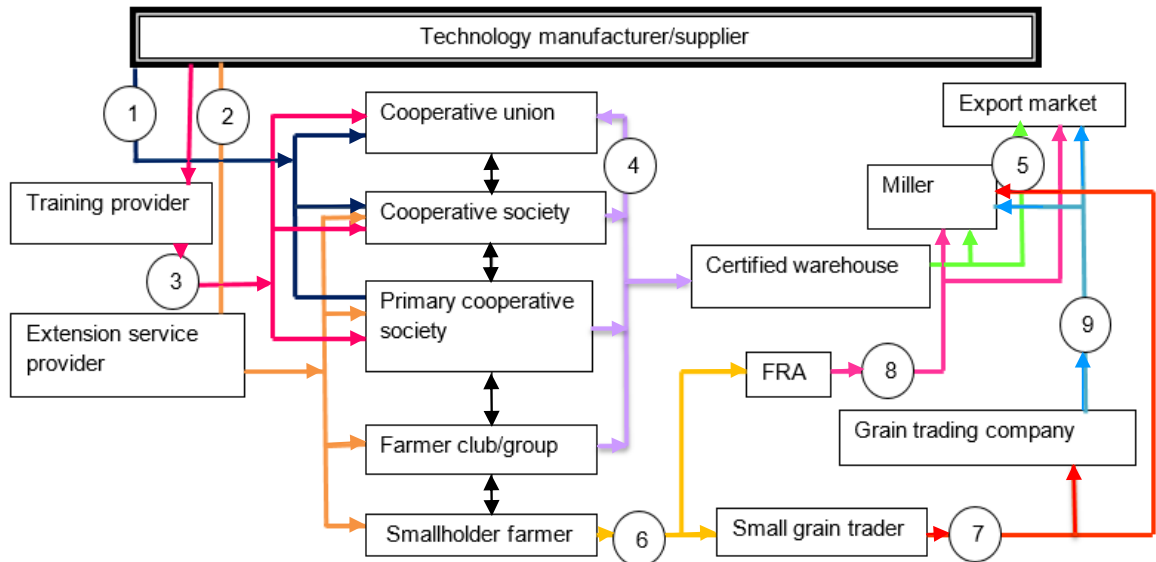 Technology manufacturer/supplier
1
2
Cooperative union
Export market
4
5
Training provider
Cooperative society
Miller
3
Certified warehouse
Primary cooperative
society
Extension service
provider
9
FRA
8
Farmer club/group
Grain trading company
Smallholder farmer
6
Small grain trader
7